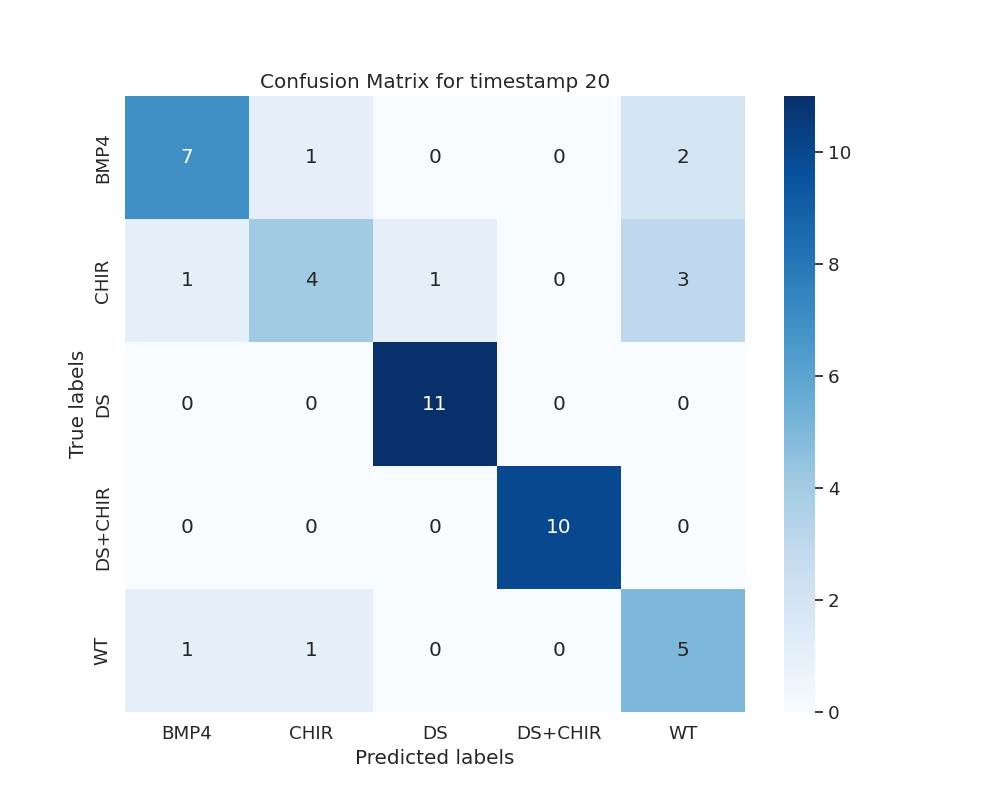 Confusion Matrix for timestamp 20
True labels
BMP4 7 1 0 0 2
CHIR 1 4 1 0 3
DS 0 0 11 0 0
DS+CHIR 0 0 0 10 0
WT 1 1 0 0 5
BMP4 CHIR DS DS+CHIR WT
Predicted labels
10
8
6
4
2
0